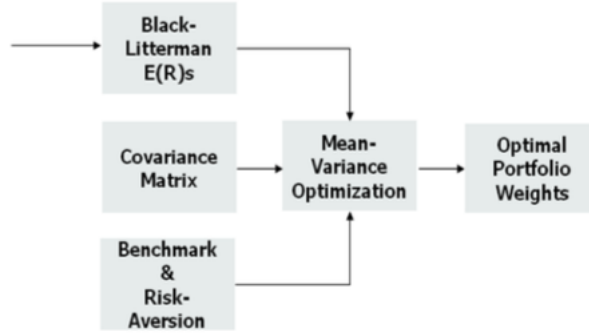 Black-
Litterman
E(R)s
Covariance
Matrix
Benchmark
&
Risk-
Aversion
Mean-
Variance
Optimization
Optimal
Portfolio
Weights